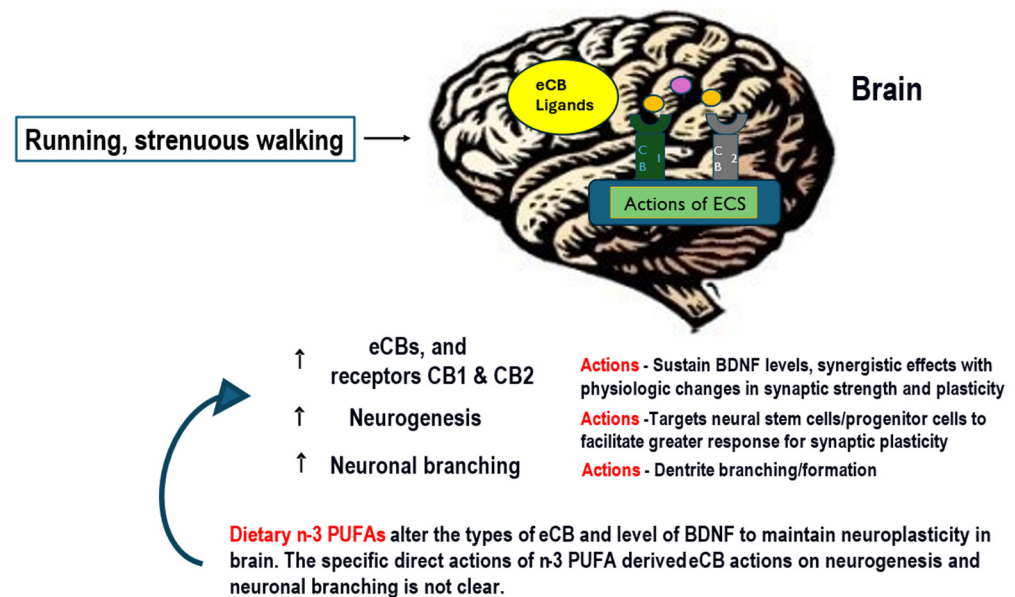 Brain
eCB
Ligands
Running, strenuous walking
CB 1
CB 2
Actions of ECS
↑ eCBs, and
receptors CB1 & CB2
Actions - Sustain BDNF levels, synergistic effects with
physiologic changes in synaptic strength and plasticity
↑ Neurogenesis
Actions -Targets neural stem cells/progenitor cells to
facilitate greater response for synaptic plasticity
↑ Neuronal branching
Actions - Dentrite branching/formation
Dietary n-3 PUFAs alter the types of eCB and level of BDNF to maintain neuroplasticity in
brain. The specific direct actions of n-3 PUFA derived eCB actions on neurogenesis and
neuronal branching is not clear.